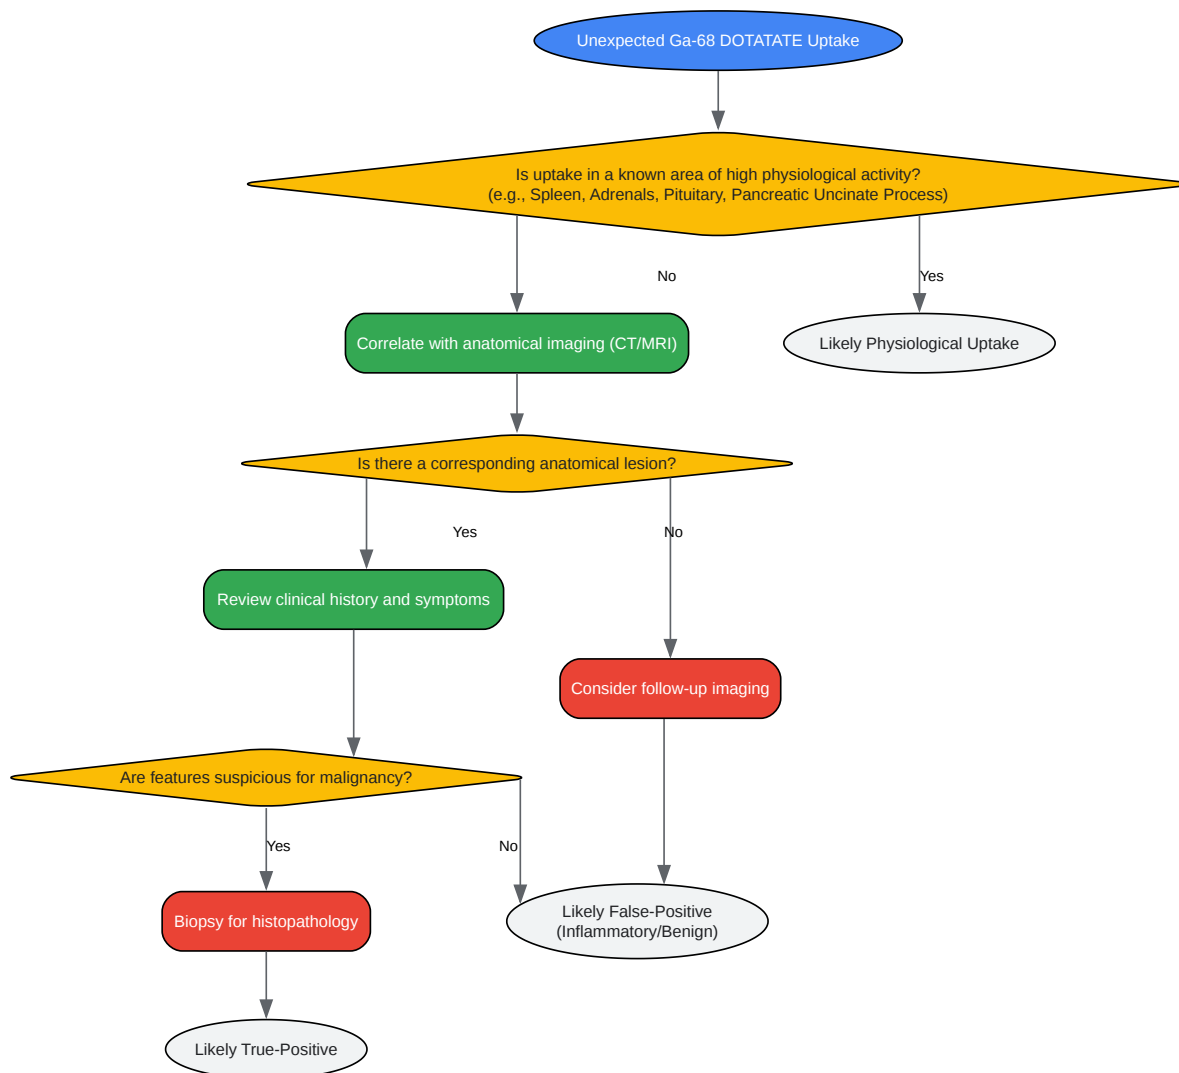 Unexpected Ga-68 DOTATATE Uptake
Is uptake in a known area of high physiological activity?
(e.g., Spleen, Adrenals, Pituitary, Pancreatic Uncinate Process)
No
Yes
Correlate with anatomical imaging (CT/MRI)
Likely Physiological Uptake
Is there a corresponding anatomical lesion?
Yes
No
Review clinical history and symptoms
Consider follow-up imaging
Are features suspicious for malignancy?
Yes
No
Biopsy for histopathology
Likely False-Positive
(Inflammatory/Benign)
Likely True-Positive